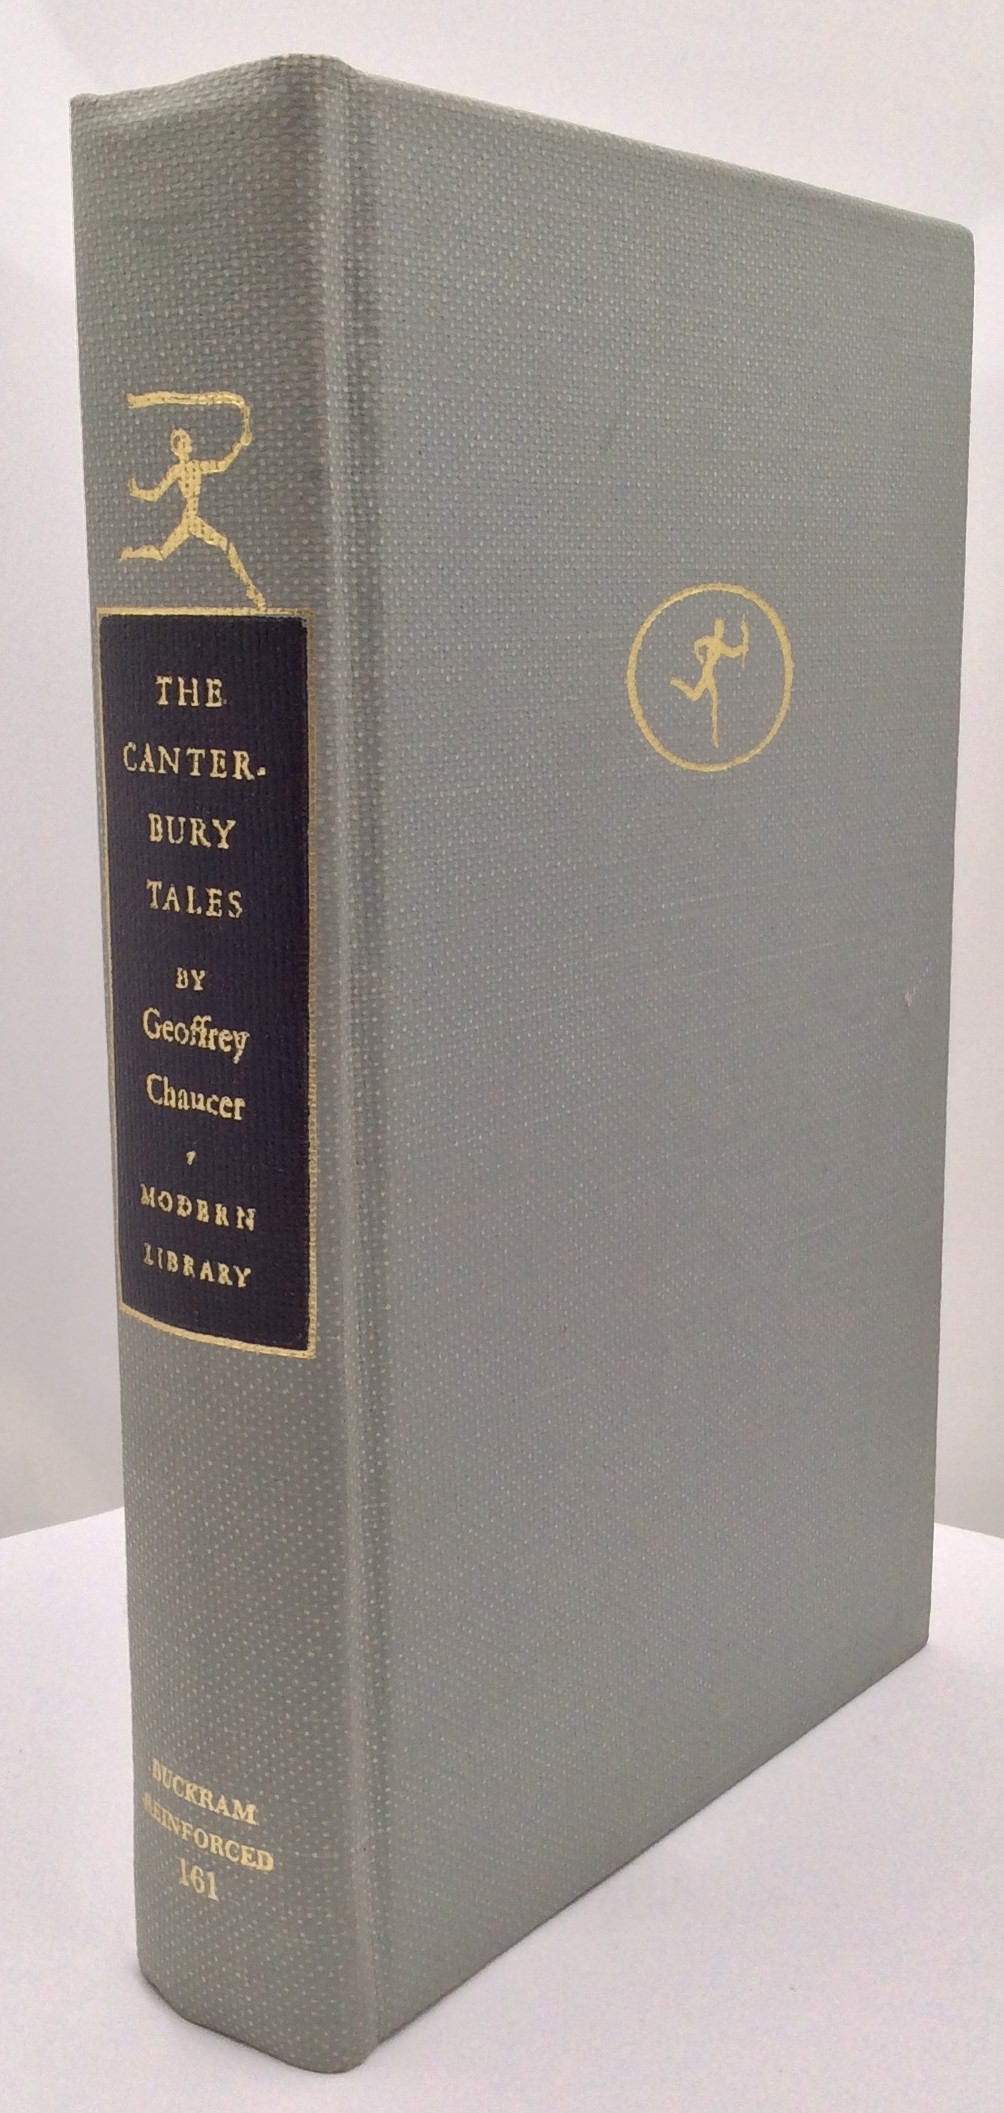 THE
CANTER-
BURY
TALES
BY
Geoffrey
Chaucer
MODERN
LIBRARY
BUCKRAM
REINFORCED
161